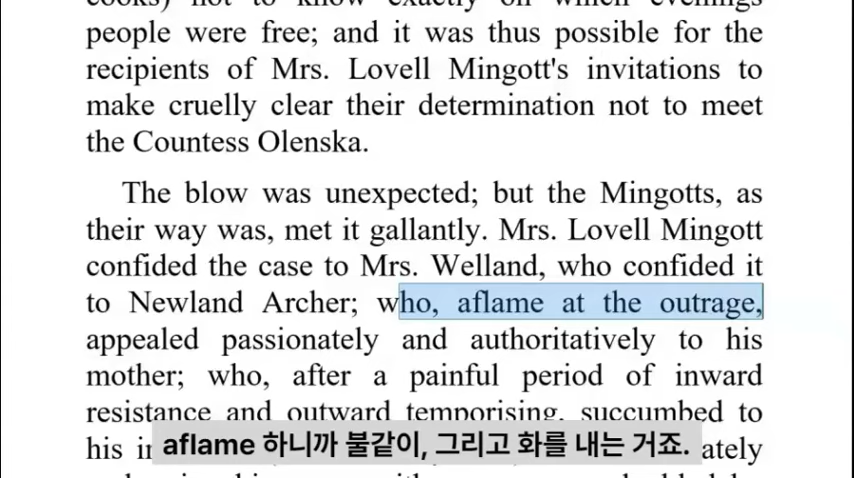 people were free; and it was thus possible for the
recipients of Mrs. Lovell Mingott's invitations to
make cruelly clear their determination not to meet
the Countess Olenska.
The blow was unexpected; but the Mingotts, as
their way was, met it gallantly. Mrs. Lovell Mingott
confided the case to Mrs. Welland, who confided it
to Newland Archer; who, aflame at the outrage,
appealed passionately and authoritatively to his
mother; who, after a painful period of inward
resistance and outward temporising, succumbed to
his
aflame 하니까 불같이, 그리고 화를 내는 거죠.